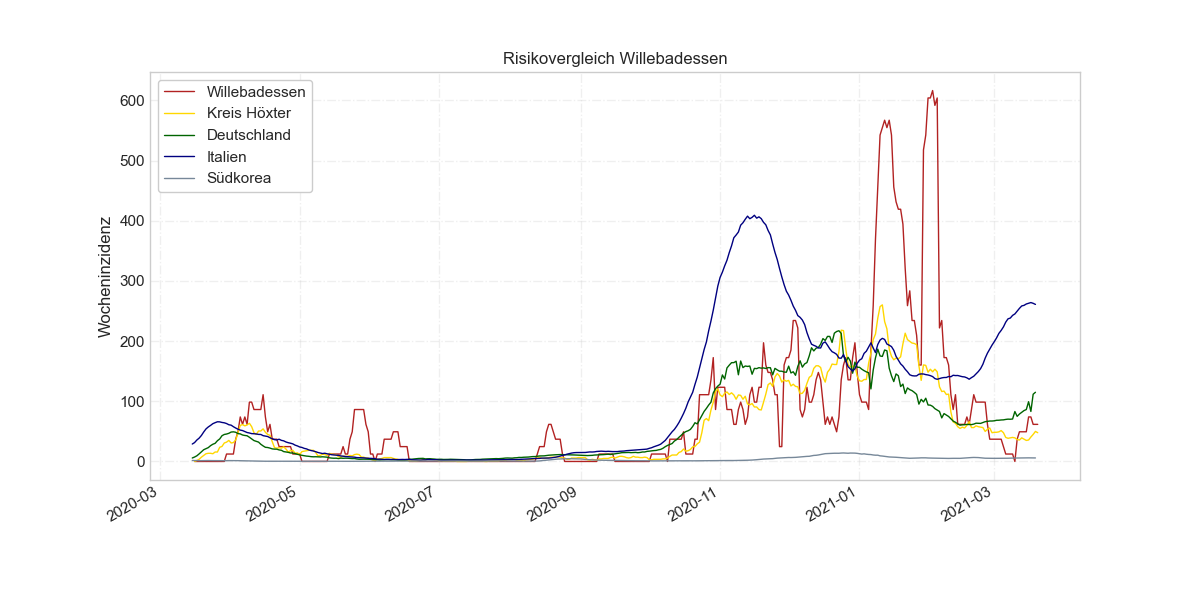 Risikovergleich Willebadessen
Willebadessen
Kreis Höxter
Deutschland
Italien
Südkorea
Wocheninzidenz
600
500
400
300
200
100
0
2020-03
2020-05
2020-07
2020-09
2020-11
2021-01
2021-03